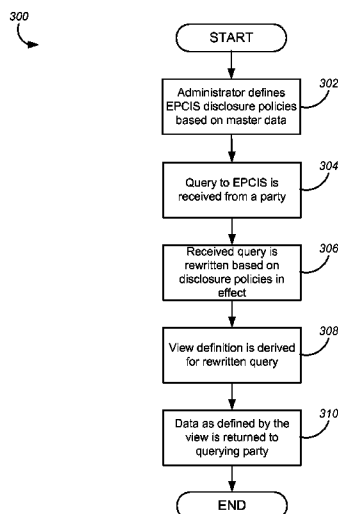 300
START
Administrator defines
EPCIS disclosure policies
based on master data
302
Query to EPCIS is
received from a party
304
Received query is
rewritten based on
disclosure policies in
effect
306
View definition is derived
for rewritten query
308
Data as defined by the
view is returned to
querying party
310
END